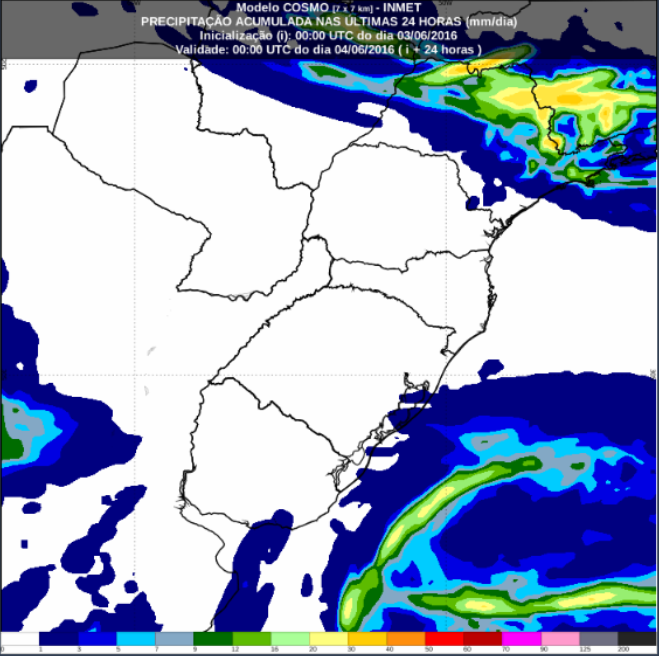 Modelo COSMO [7 x 7 km] - INMET
PRECIPITAÇÃO ACUMULADA NAS ÚLTIMAS 24 HORAS (mm/dia)
Inicialização (i): 00:00 UTC do dia 03/06/2016
Validade: 00:00 UTC do dia 04/06/2016 ( i + 24 horas )
0 1 3 5 7 9 12 16 20 30 40 50 60 70 90 125 200